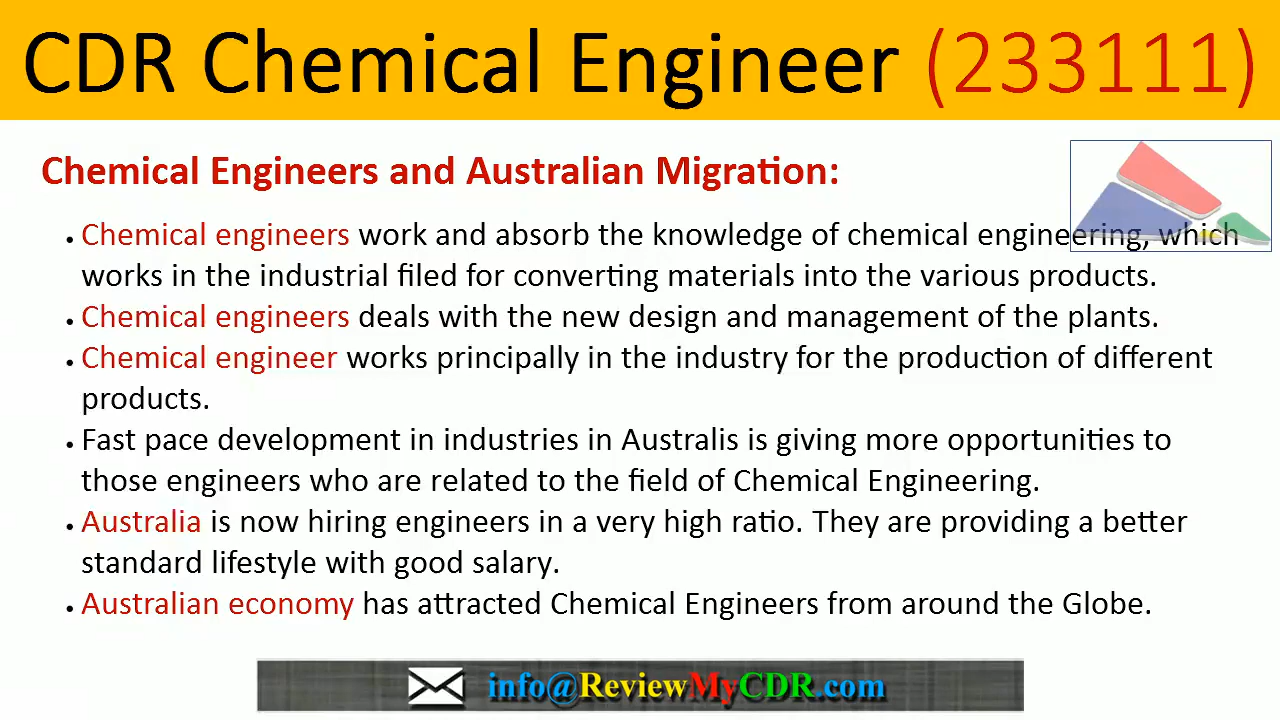 CDR Chemical Engineer (233111)
Chemical Engineers and Australian Migration:
• Chemical engineers work and absorb the knowledge of chemical engineering, which
works in the industrial filed for converting materials into the various products.
• Chemical engineers deals with the new design and management of the plants.
• Chemical engineer works principally in the industry for the production of different
products.
• Fast pace development in industries in Australis is giving more opportunities to
those engineers who are related to the field of Chemical Engineering.
• Australia is now hiring engineers in a very high ratio. They are providing a better
standard lifestyle with good salary.
• Australian economy has attracted Chemical Engineers from around the Globe.
info@ReviewMyCDR.com